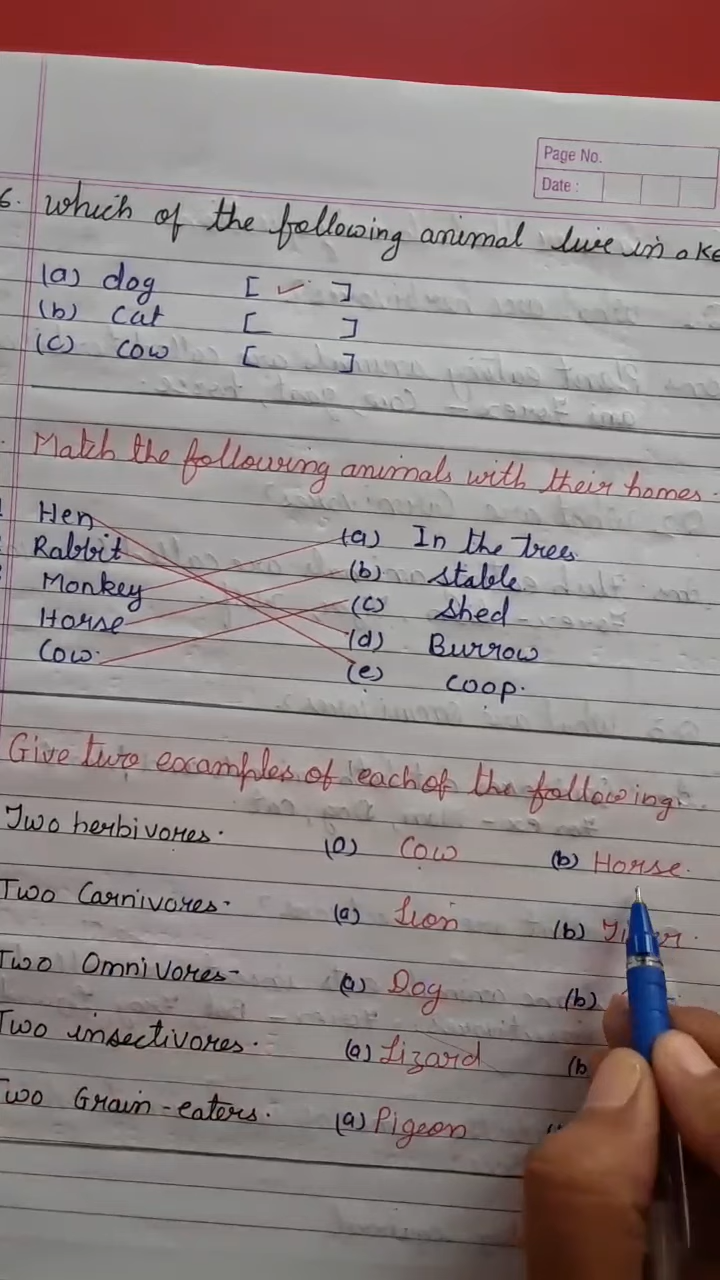 Page No.
Date :
6. which of the following animal live in a ke
(a) dog [ ✓ ]
(b) cat [ ]
(c) cow [ ]
Match the following animals with their homes.
Hen (a) In the trees
Rabbit (b) stable
Monkey (c) shed
Horse (d) Burrow
Cow. (e) coop.
Give two examples of each of the following.
Two herbivores. (a) Cow (b) Horse.
Two Carnivores. (a) Lion (b)
Two Omnivores- (a) Dog (b)
Two insectivores. (a) Lizard (b
Two Grain-eaters. (a) Pigeon